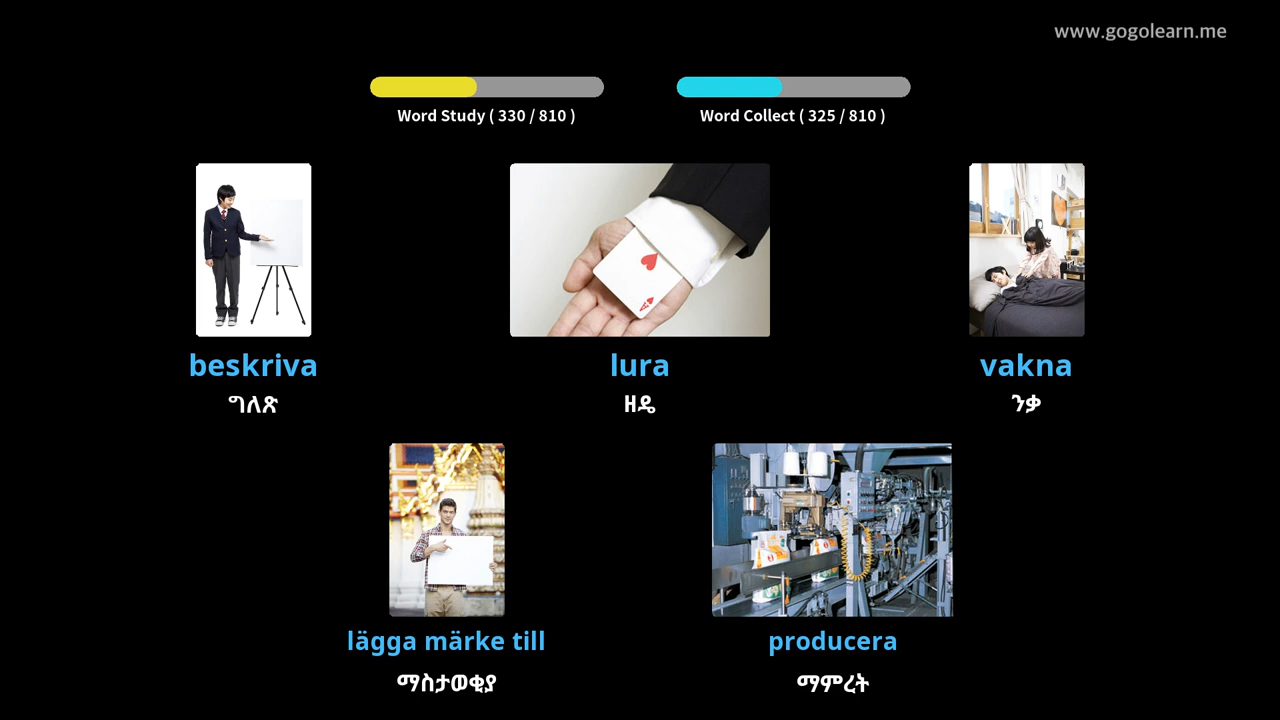 www.gogolearn.me
Word Study ( 330 / 810 )
Word Collect ( 325 / 810 )
beskriva
ግለጽ
lura
ዘዴ
vakna
ንቃ
lägga märke till
ማስታወቂያ
producera
ማምረት